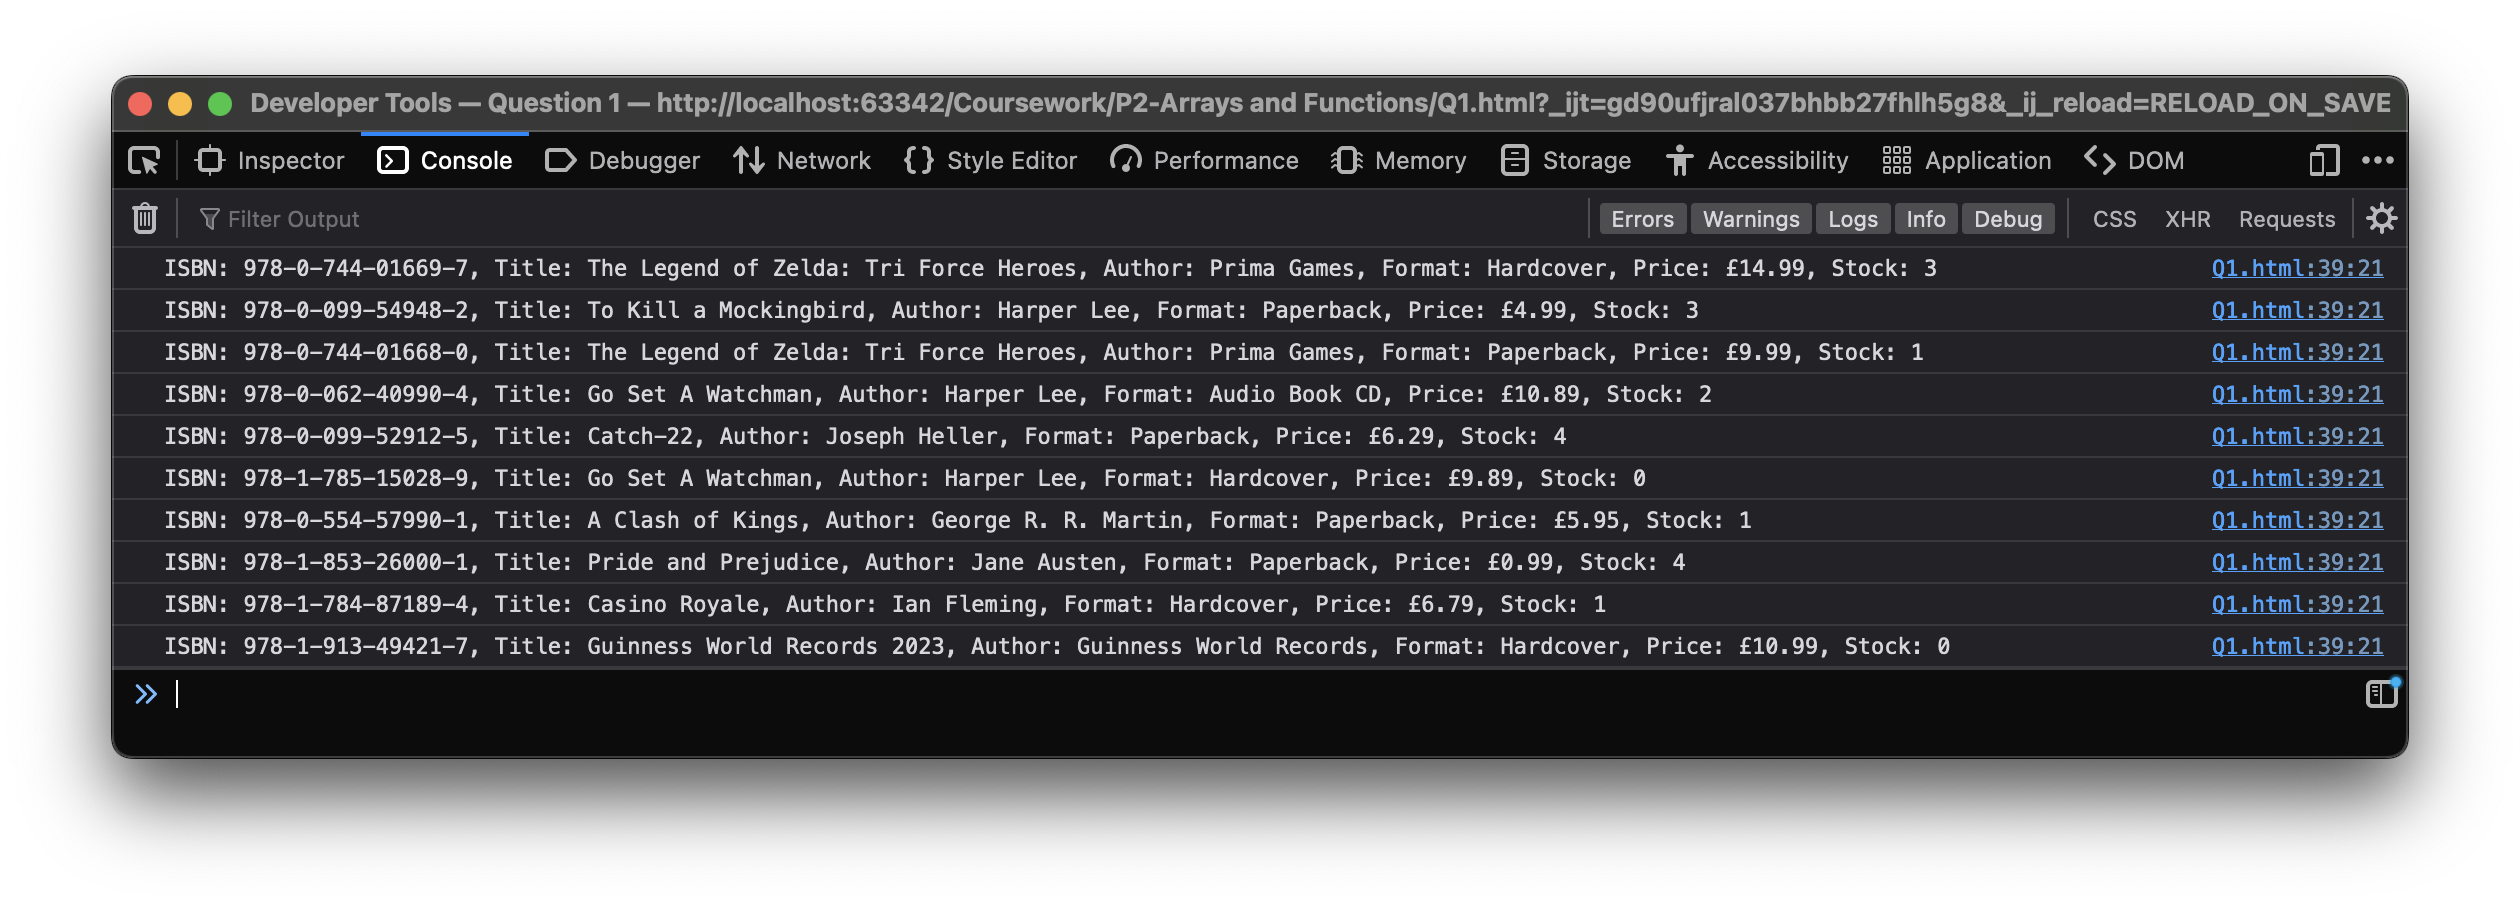 Developer Tools — Question 1 — http://localhost:63342/Coursework/P2-Arrays and Functions/Q1.html?_ijt=gd90ufjral037bhbb27fhlh5g8&_ij_reload=RELOAD_ON_SAVE
Inspector Console Debugger Network Style Editor Performance Memory Storage Accessibility Application DOM
Filter Output Errors Warnings Logs Info Debug CSS XHR Requests
ISBN: 978-0-744-01669-7, Title: The Legend of Zelda: Tri Force Heroes, Author: Prima Games, Format: Hardcover, Price: £14.99, Stock: 3 Q1.html:39:21
ISBN: 978-0-099-54948-2, Title: To Kill a Mockingbird, Author: Harper Lee, Format: Paperback, Price: £4.99, Stock: 3 Q1.html:39:21
ISBN: 978-0-744-01668-0, Title: The Legend of Zelda: Tri Force Heroes, Author: Prima Games, Format: Paperback, Price: £9.99, Stock: 1 Q1.html:39:21
ISBN: 978-0-062-40990-4, Title: Go Set A Watchman, Author: Harper Lee, Format: Audio Book CD, Price: £10.89, Stock: 2 Q1.html:39:21
ISBN: 978-0-099-52912-5, Title: Catch-22, Author: Joseph Heller, Format: Paperback, Price: £6.29, Stock: 4 Q1.html:39:21
ISBN: 978-1-785-15028-9, Title: Go Set A Watchman, Author: Harper Lee, Format: Hardcover, Price: £9.89, Stock: 0 Q1.html:39:21
ISBN: 978-0-554-57990-1, Title: A Clash of Kings, Author: George R. R. Martin, Format: Paperback, Price: £5.95, Stock: 1 Q1.html:39:21
ISBN: 978-1-853-26000-1, Title: Pride and Prejudice, Author: Jane Austen, Format: Paperback, Price: £0.99, Stock: 4 Q1.html:39:21
ISBN: 978-1-784-87189-4, Title: Casino Royale, Author: Ian Fleming, Format: Hardcover, Price: £6.79, Stock: 1 Q1.html:39:21
ISBN: 978-1-913-49421-7, Title: Guinness World Records 2023, Author: Guinness World Records, Format: Hardcover, Price: £10.99, Stock: 0 Q1.html:39:21